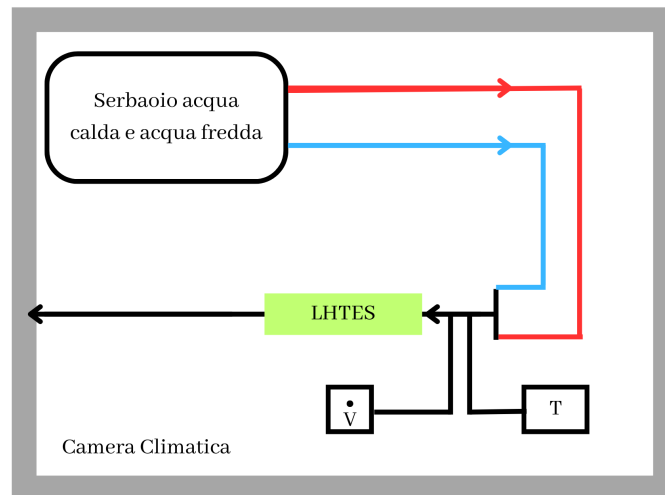 Serbaoio acqua
calda e acqua fredda
LHTES
V̇
T
Camera Climatica